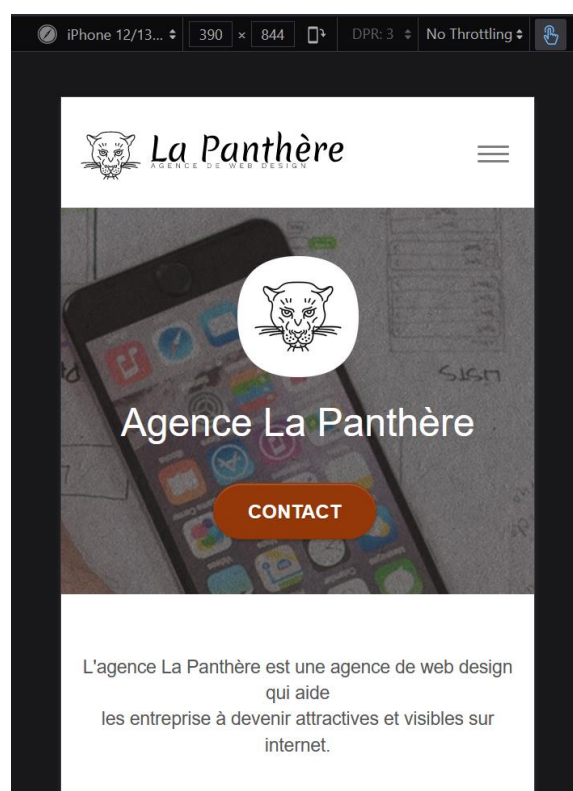 iPhone 12/13... 390 × 844 DPR: 3 No Throttling
La Panthère
AGENCE DE WEB DESIGN
LISTS
Agence La Panthère
CONTACT
L'agence La Panthère est une agence de web design
qui aide
les entreprise à devenir attractives et visibles sur
internet.